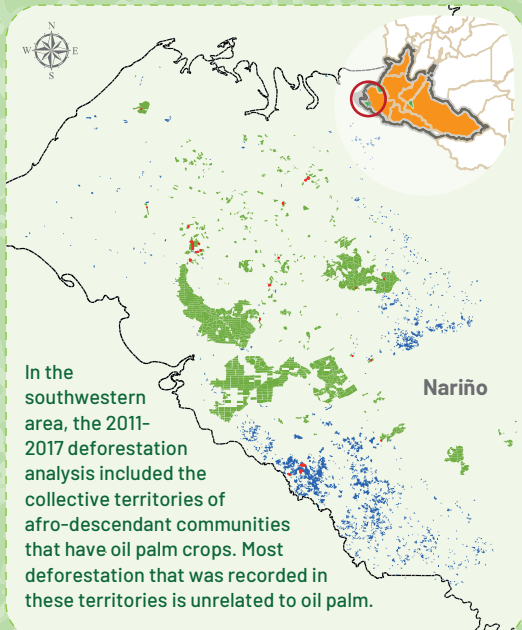 N
W E
S
Nariño
In the
southwestern
area, the 2011-
2017 deforestation
analysis included the
collective territories of
afro-descendant communities
that have oil palm crops. Most
deforestation that was recorded in
these territories is unrelated to oil palm.